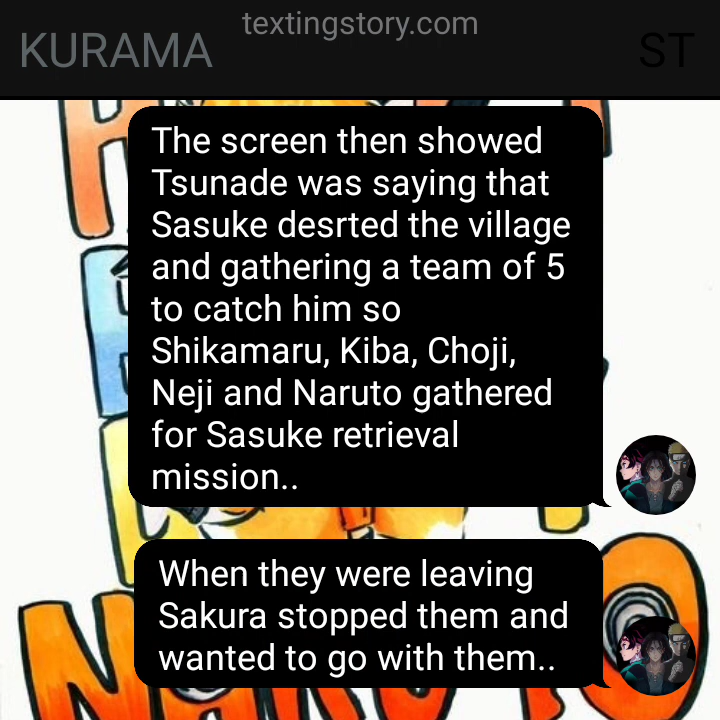 textingstory.com
KURAMA
ST
The screen then showed
Tsunade was saying that
Sasuke desrted the village
and gathering a team of 5
to catch him so
Shikamaru, Kiba, Choji,
Neji and Naruto gathered
for Sasuke retrieval
mission..
When they were leaving
Sakura stopped them and
wanted to go with them..